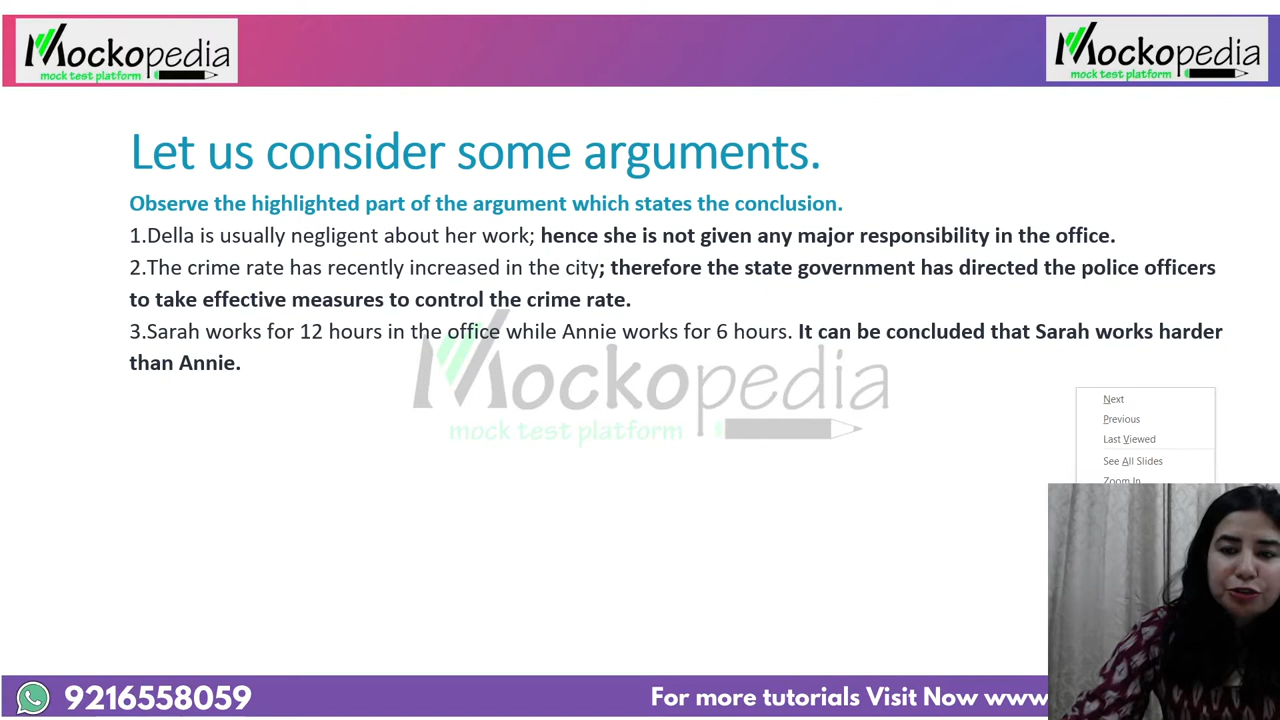 Mockopedia
mock test platform
Mockopedia
mock test platform
Let us consider some arguments.
Observe the highlighted part of the argument which states the conclusion.
1.Della is usually negligent about her work; hence she is not given any major responsibility in the office.
2.The crime rate has recently increased in the city; therefore the state government has directed the police officers
to take effective measures to control the crime rate.
3.Sarah works for 12 hours in the office while Annie works for 6 hours. It can be concluded that Sarah works harder
than Annie.
Mockopedia
mock test platform
Next
Previous
Last Viewed
See All Slides
Zoom In
9216558059
For more tutorials Visit Now www